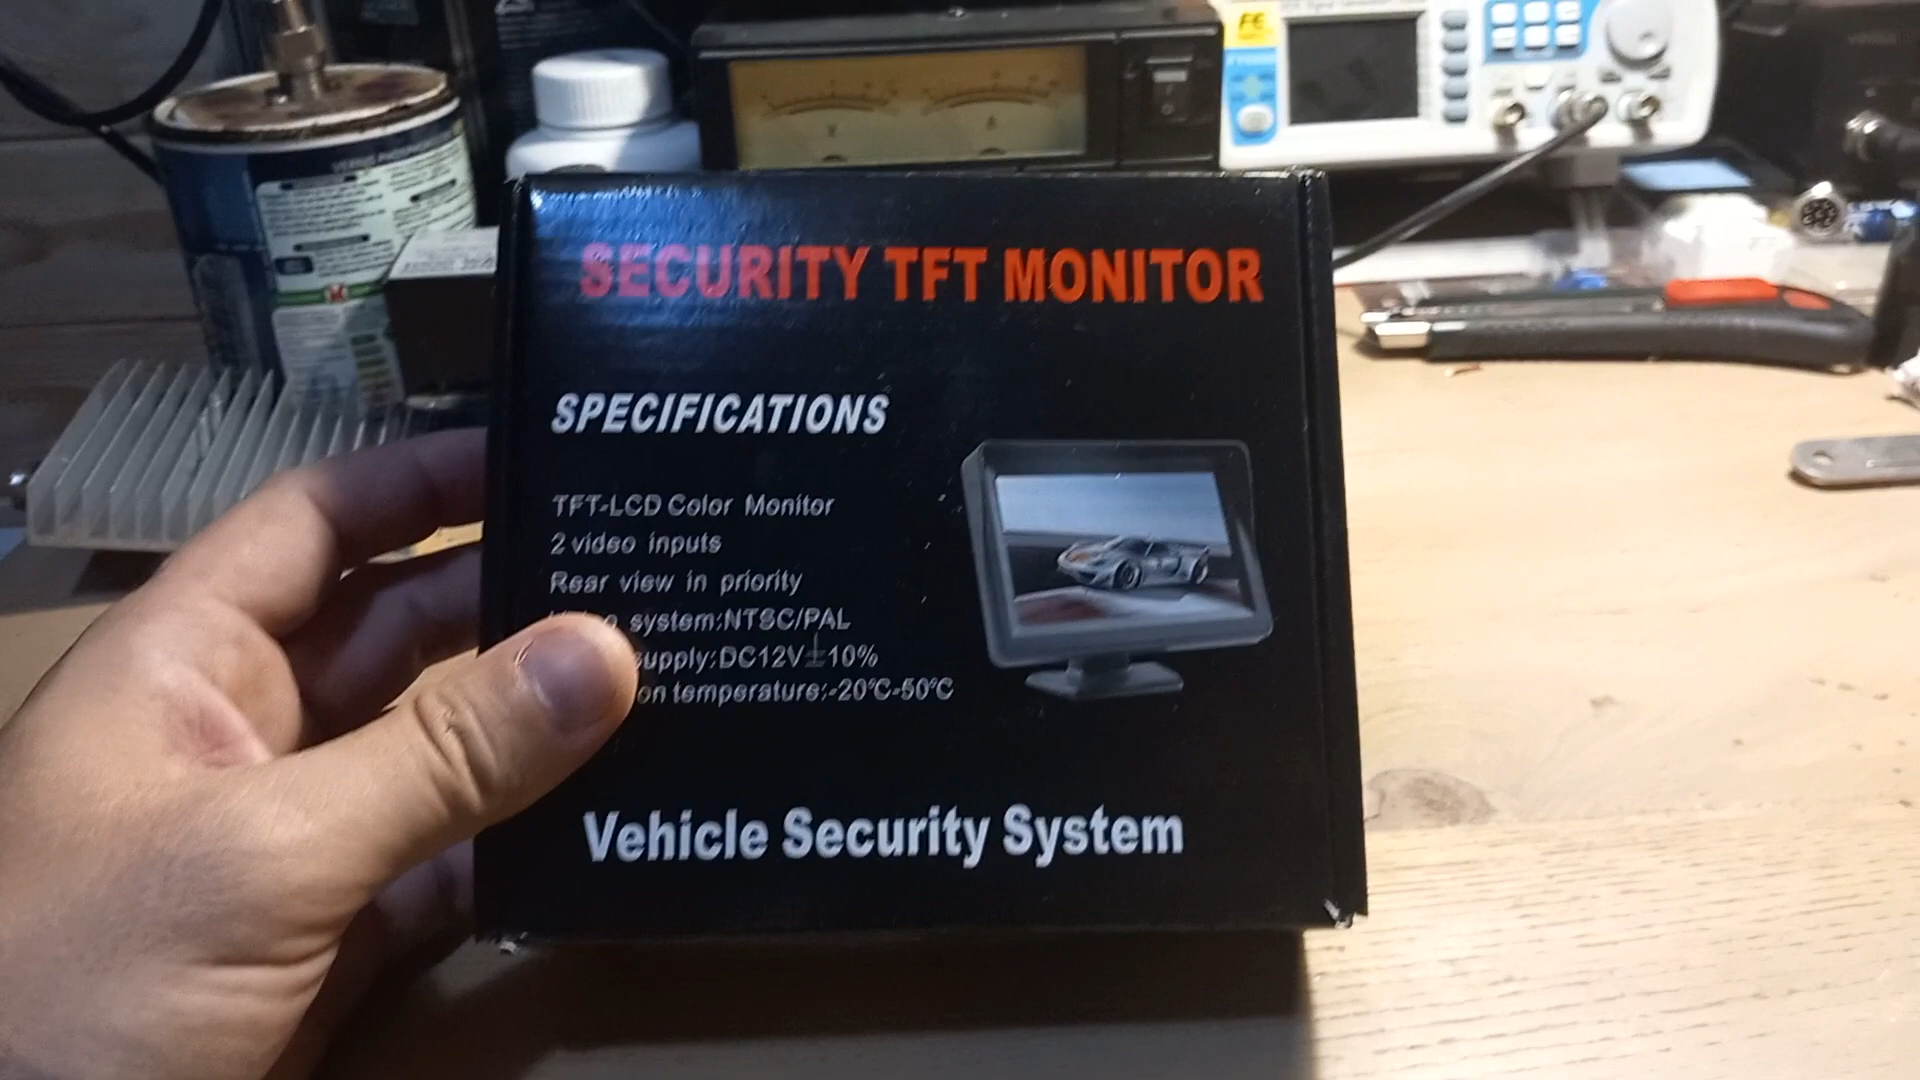 SECURITY TFT MONITOR
SPECIFICATIONS
TFT-LCD Color Monitor
2 video inputs
Rear view in priority
system:NTSC/PAL
supply:DC12V±10%
temperature:-20°C-50°C
Vehicle Security System
FE
V
A